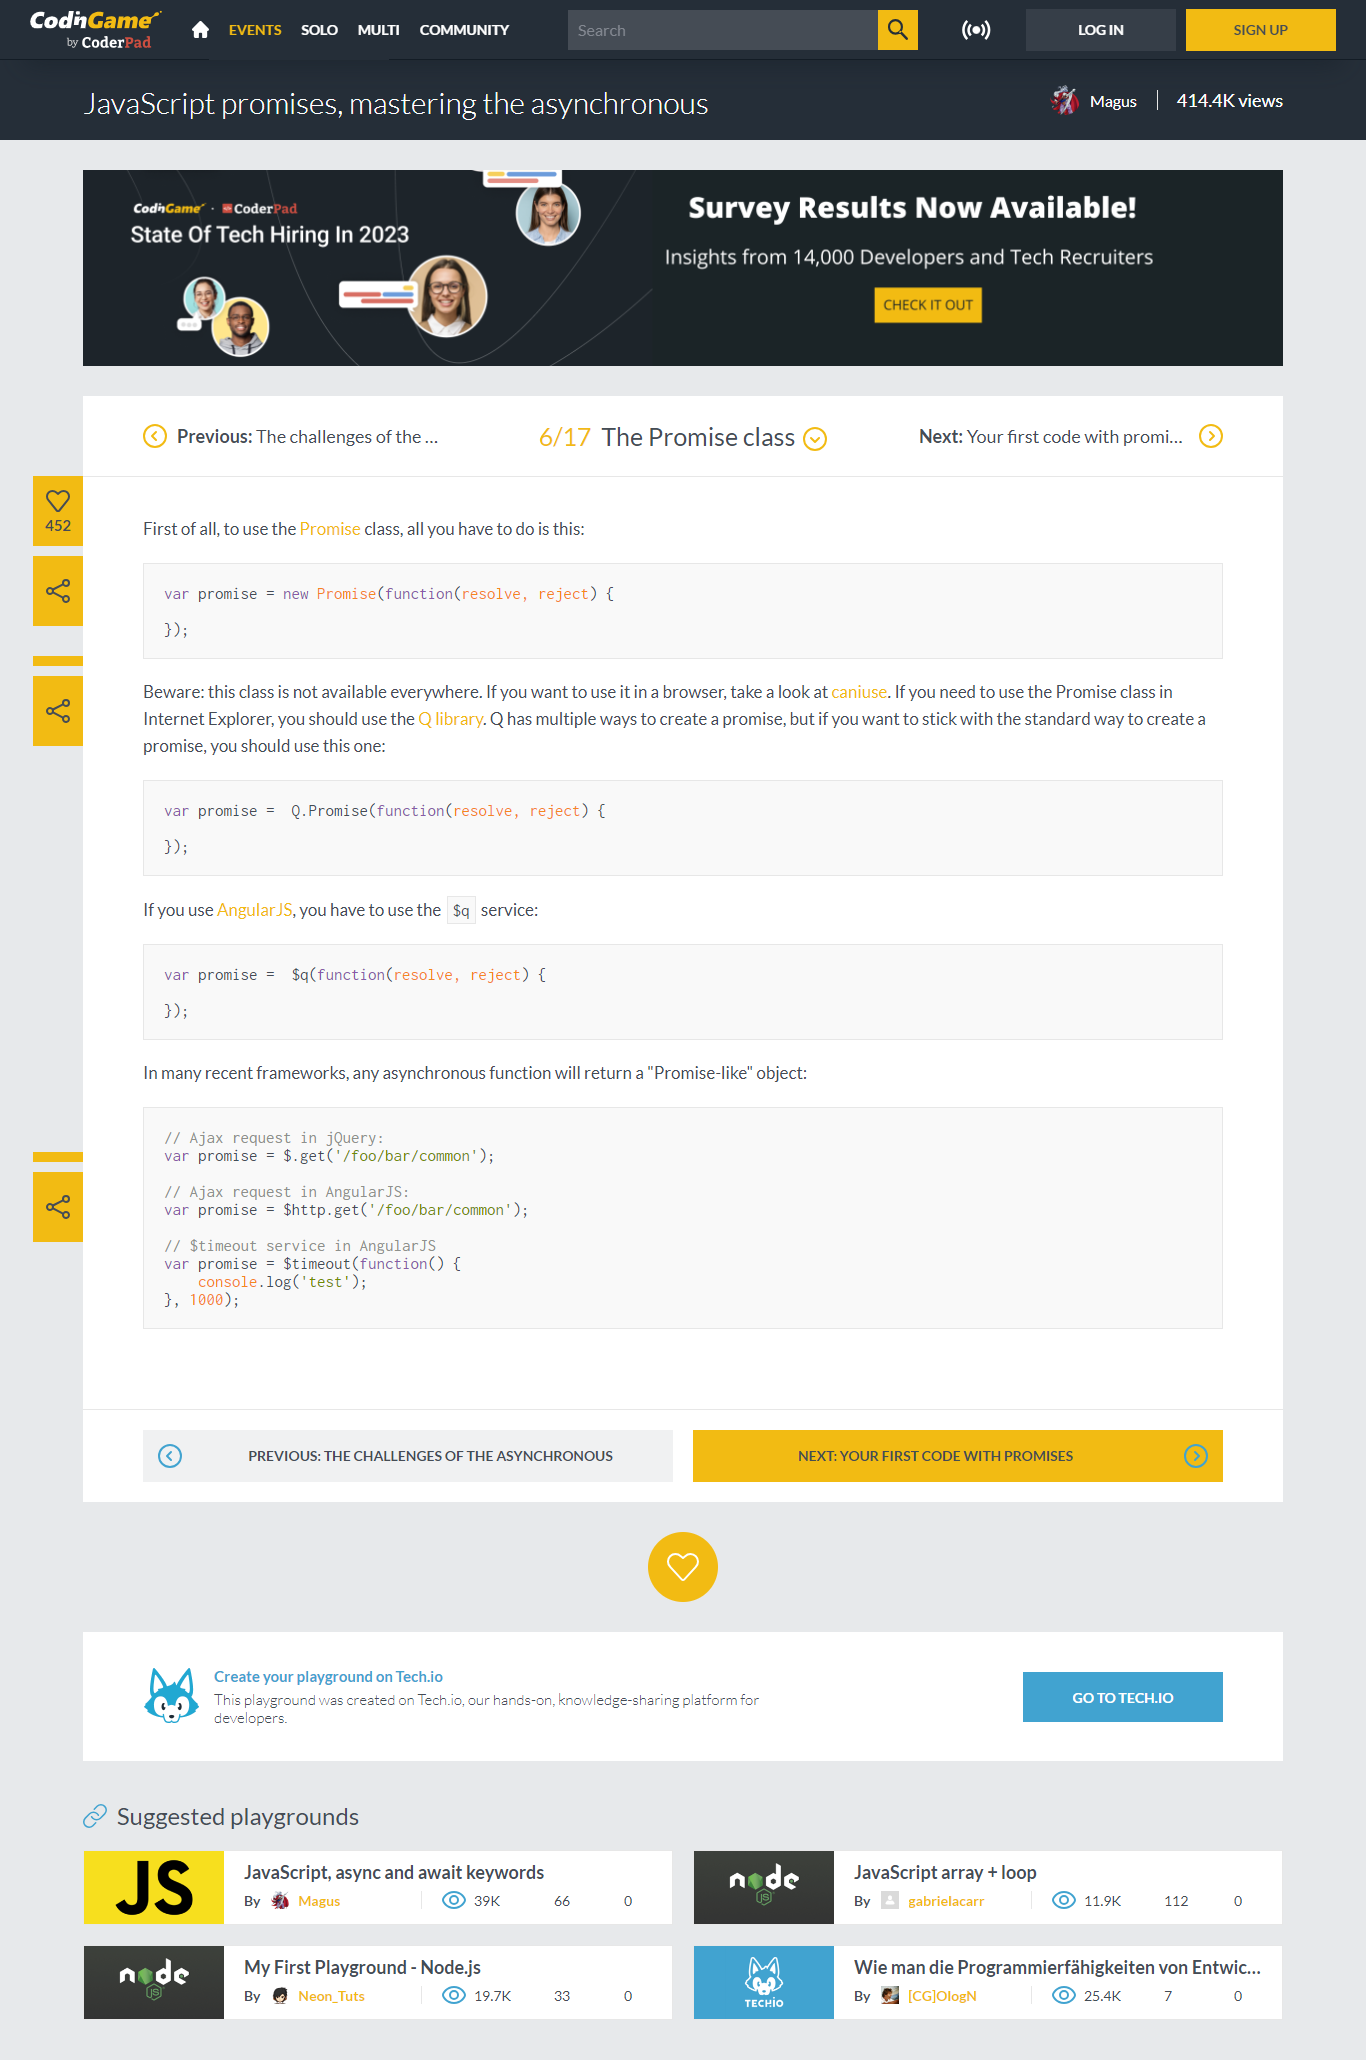 CodinGame
by CoderPad
EVENTS
SOLO
MULTI
COMMUNITY
Search
LOG IN
SIGN UP
JavaScript promises, mastering the asynchronous
Magus
414.4K views
CodinGame · CoderPad
State Of Tech Hiring In 2023
Survey Results Now Available!
Insights from 14,000 Developers and Tech Recruiters
CHECK IT OUT
Previous: The challenges of the ...
6/17 The Promise class
Next: Your first code with promi...
452
First of all, to use the Promise class, all you have to do is this:
var promise = new Promise(function(resolve, reject) {
});
Beware: this class is not available everywhere. If you want to use it in a browser, take a look at caniuse. If you need to use the Promise class in
Internet Explorer, you should use the Q library. Q has multiple ways to create a promise, but if you want to stick with the standard way to create a
promise, you should use this one:
var promise =  Q.Promise(function(resolve, reject) {
});
If you use AngularJS, you have to use the $q service:
var promise =  $q(function(resolve, reject) {
});
In many recent frameworks, any asynchronous function will return a "Promise-like" object:
// Ajax request in jQuery:
var promise = $.get('/foo/bar/common');
// Ajax request in AngularJS:
var promise = $http.get('/foo/bar/common');
// $timeout service in AngularJS
var promise = $timeout(function() {
    console.log('test');
}, 1000);
PREVIOUS: THE CHALLENGES OF THE ASYNCHRONOUS
NEXT: YOUR FIRST CODE WITH PROMISES
Create your playground on Tech.io
This playground was created on Tech.io, our hands-on, knowledge-sharing platform for
developers.
GO TO TECH.IO
Suggested playgrounds
JS
JavaScript, async and await keywords
By Magus
39K
66
0
node
JS
JavaScript array + loop
By gabrielacarr
11.9K
112
0
node
JS
My First Playground - Node.js
By Neon_Tuts
19.7K
33
0
TECHIO
Wie man die Programmierfähigkeiten von Entwic...
By [CG]OlogN
25.4K
7
0